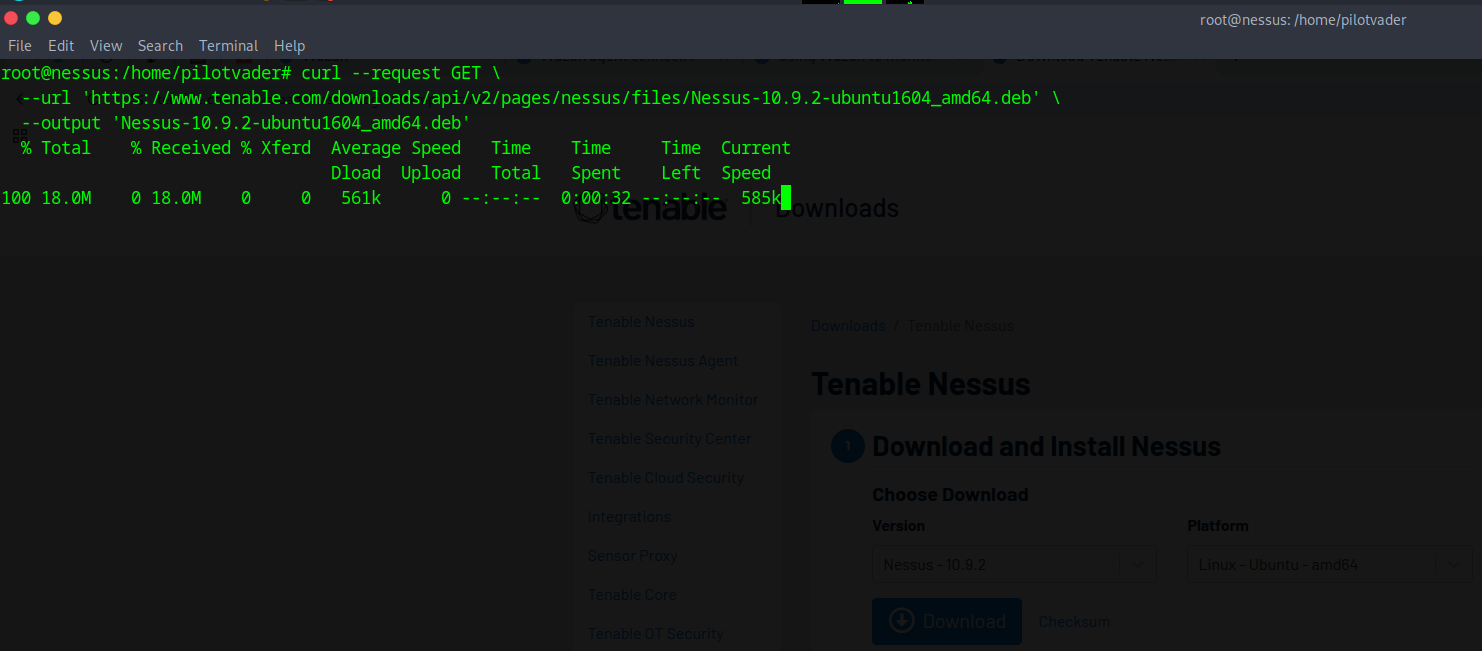 root@nessus: /home/pilotvader
File Edit View Search Terminal Help
root@nessus:/home/pilotvader# curl --request GET \
--url 'https://www.tenable.com/downloads/api/v2/pages/nessus/files/Nessus-10.9.2-ubuntu1604_amd64.deb' \
--output 'Nessus-10.9.2-ubuntu1604_amd64.deb'
% Total % Received % Xferd Average Speed Time Time Time Current
Dload Upload Total Spent Left Speed
100 18.0M 0 18.0M 0 0 561k 0 --:--:-- 0:00:32 --:--:-- 585k
tenable Downloads
Tenable Nessus
Tenable Nessus Agent
Tenable Network Monitor
Tenable Security Center
Tenable Cloud Security
Integrations
Sensor Proxy
Tenable Core
Tenable OT Security
Downloads / Tenable Nessus
Tenable Nessus
1 Download and Install Nessus
Choose Download
Version Platform
Nessus - 10.9.2 Linux - Ubuntu - amd64
Download Checksum